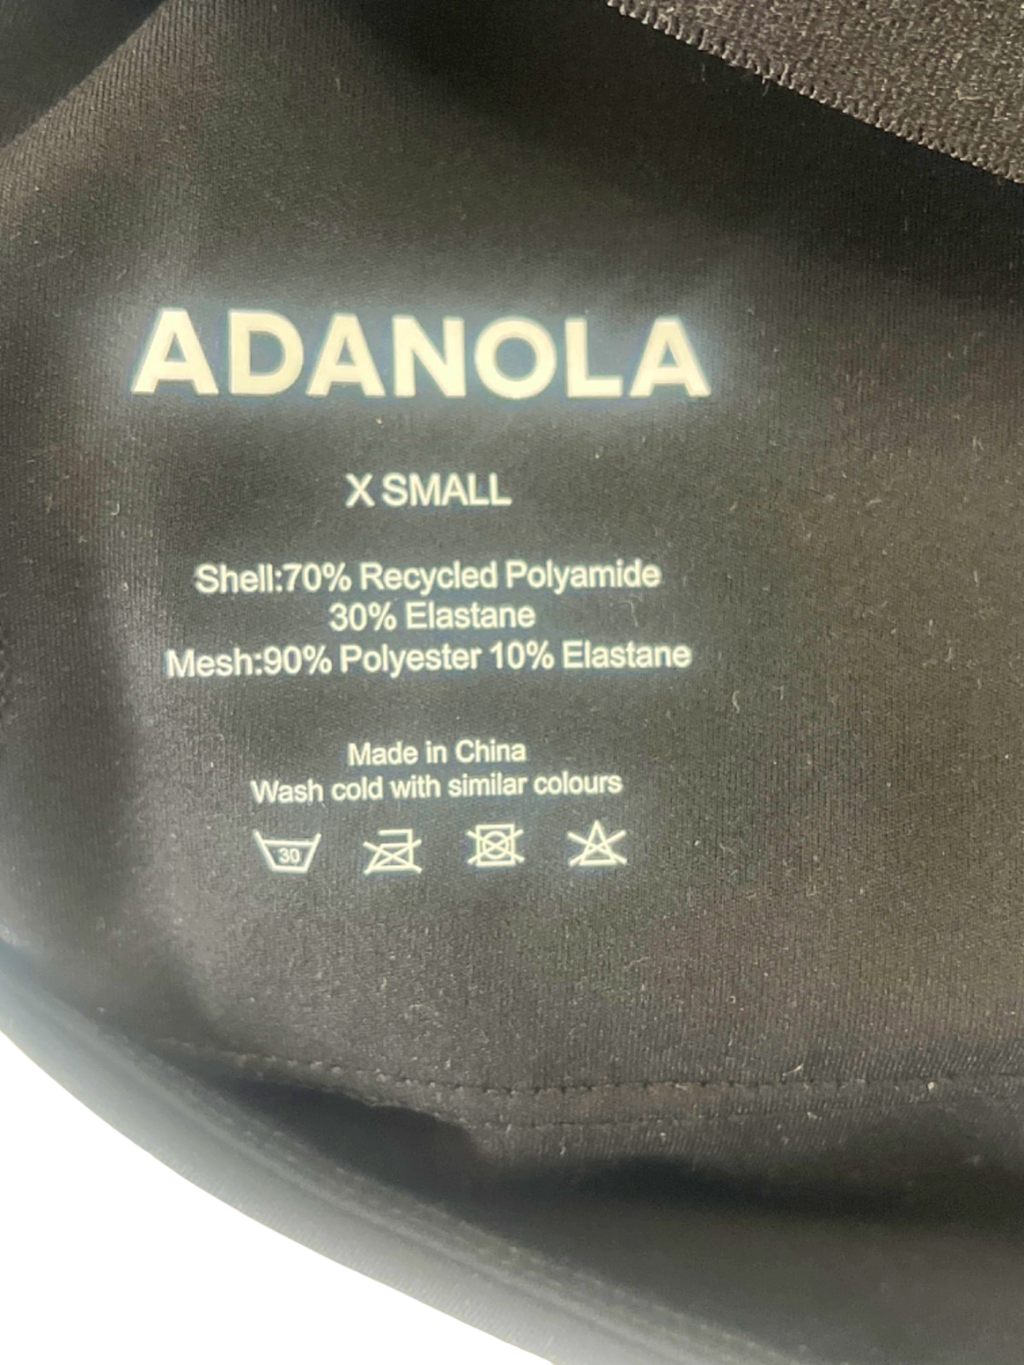 ADANOLA
X SMALL
Shell:70% Recycled Polyamide
30% Elastane
Mesh:90% Polyester 10% Elastane
Made in China
Wash cold with similar colours
30